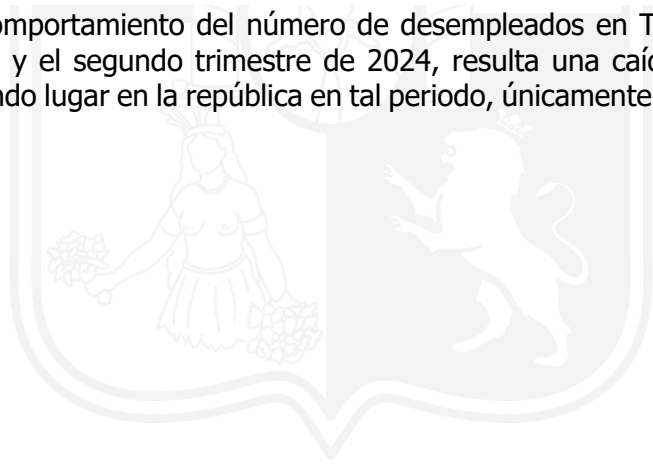 omportamiento del número de desempleados en T
y el segundo trimestre de 2024, resulta una caíd
ndo lugar en la república en tal periodo, únicamente